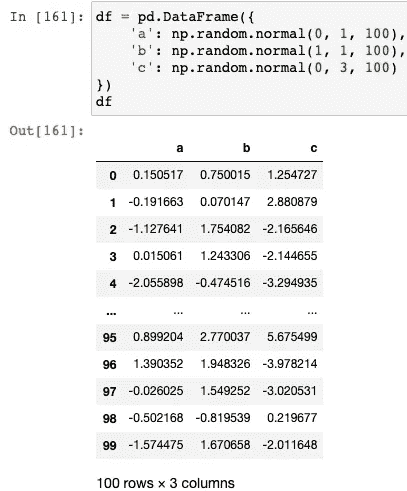 In [161]: df = pd.DataFrame({
'a': np.random.normal(0, 1, 100),
'b': np.random.normal(1, 1, 100),
'c': np.random.normal(0, 3, 100)
})
df
Out[161]:
a b c
0 0.150517 0.750015 1.254727
1 -0.191663 0.070147 2.880879
2 -1.127641 1.754082 -2.165646
3 0.015061 1.243306 -2.144655
4 -2.055898 -0.474516 -3.294935
... ... ... ...
95 0.899204 2.770037 5.675499
96 1.390352 1.948326 -3.978214
97 -0.026025 1.549252 -3.020531
98 -0.502168 -0.819539 0.219677
99 -1.574475 1.670658 -2.011648
100 rows × 3 columns